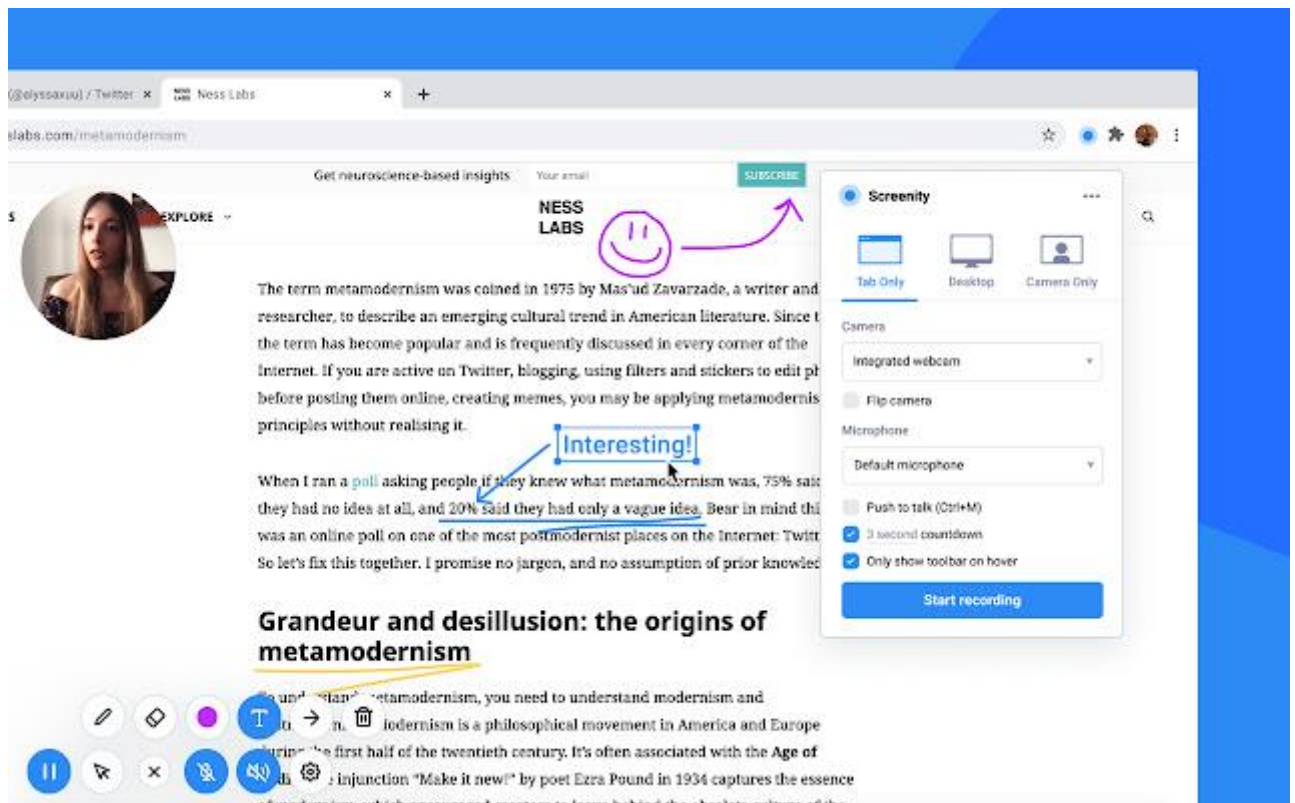 (@alyssaxuu) / Twitter
Ness Labs
slabs.com/metamodernism
Get neuroscience-based insights
Your email
SUBSCRIBE
S
EXPLORE
NESS
LABS
The term metamodernism was coined in 1975 by Mas'ud Zavarzade, a writer and
researcher, to describe an emerging cultural trend in American literature. Since t
the term has become popular and is frequently discussed in every corner of the
Internet. If you are active on Twitter, blogging, using filters and stickers to edit ph
before posting them online, creating memes, you may be applying metamodernis
principles without realising it.
Interesting!
When I ran a poll asking people if they knew what metamodernism was, 75% said
they had no idea at all, and 20% said they had only a vague idea. Bear in mind thi
was an online poll on one of the most postmodernist places on the Internet: Twitt
So let's fix this together. I promise no jargon, and no assumption of prior knowled
Grandeur and desillusion: the origins of
metamodernism
understand metamodernism, you need to understand modernism and
odernism is a philosophical movement in America and Europe
during the first half of the twentieth century. It's often associated with the Age of
injunction "Make it new!" by poet Ezra Pound in 1934 captures the essence
T
Screenity
Tab Only
Desktop
Camera Only
Camera
Integrated webcam
Flip camera
Microphone
Default microphone
Push to talk (Ctrl+M)
3 second countdown
Only show toolbar on hover
Start recording